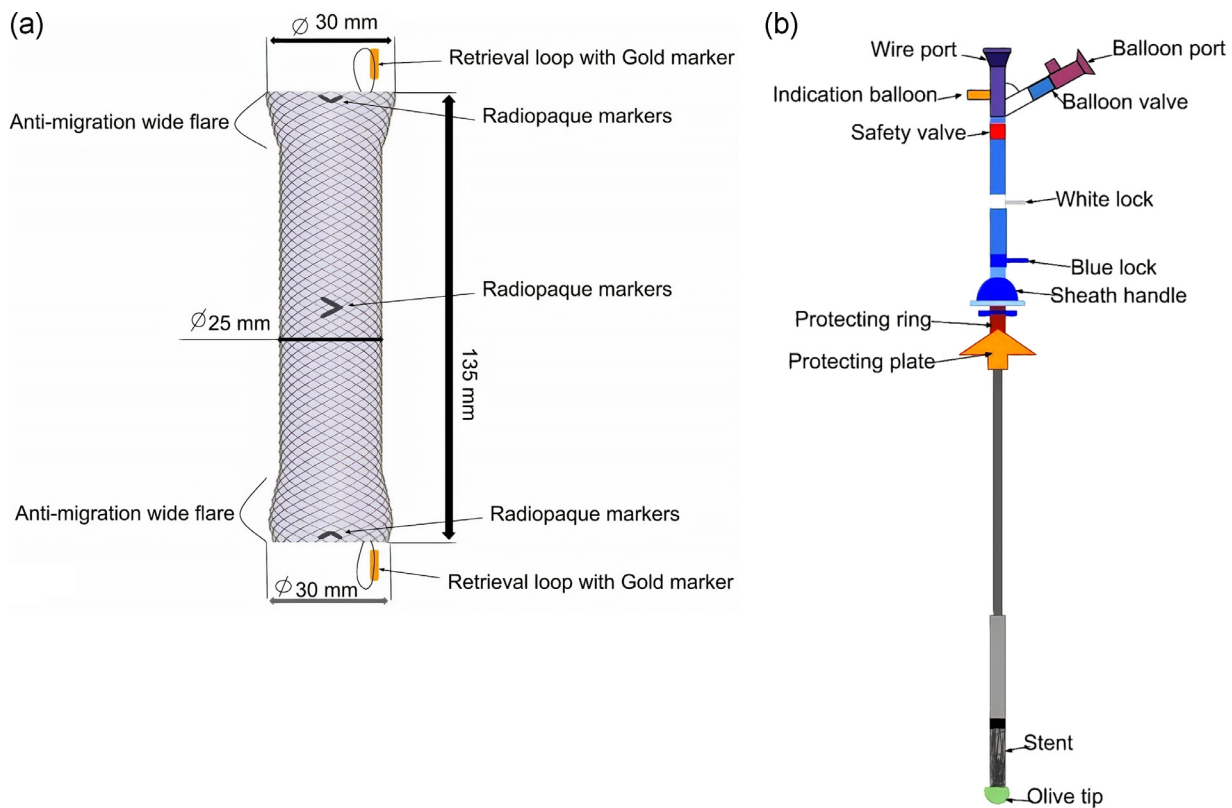 (a)
Ø 30 mm
Retrieval loop with Gold marker
Anti-migration wide flare
Radiopaque markers
Radiopaque markers
Ø 25 mm
135 mm
Anti-migration wide flare
Radiopaque markers
Ø 30 mm
Retrieval loop with Gold marker
(b)
Wire port
Balloon port
Indication balloon
Balloon valve
Safety valve
White lock
Blue lock
Sheath handle
Protecting ring
Protecting plate
Stent
Olive tip